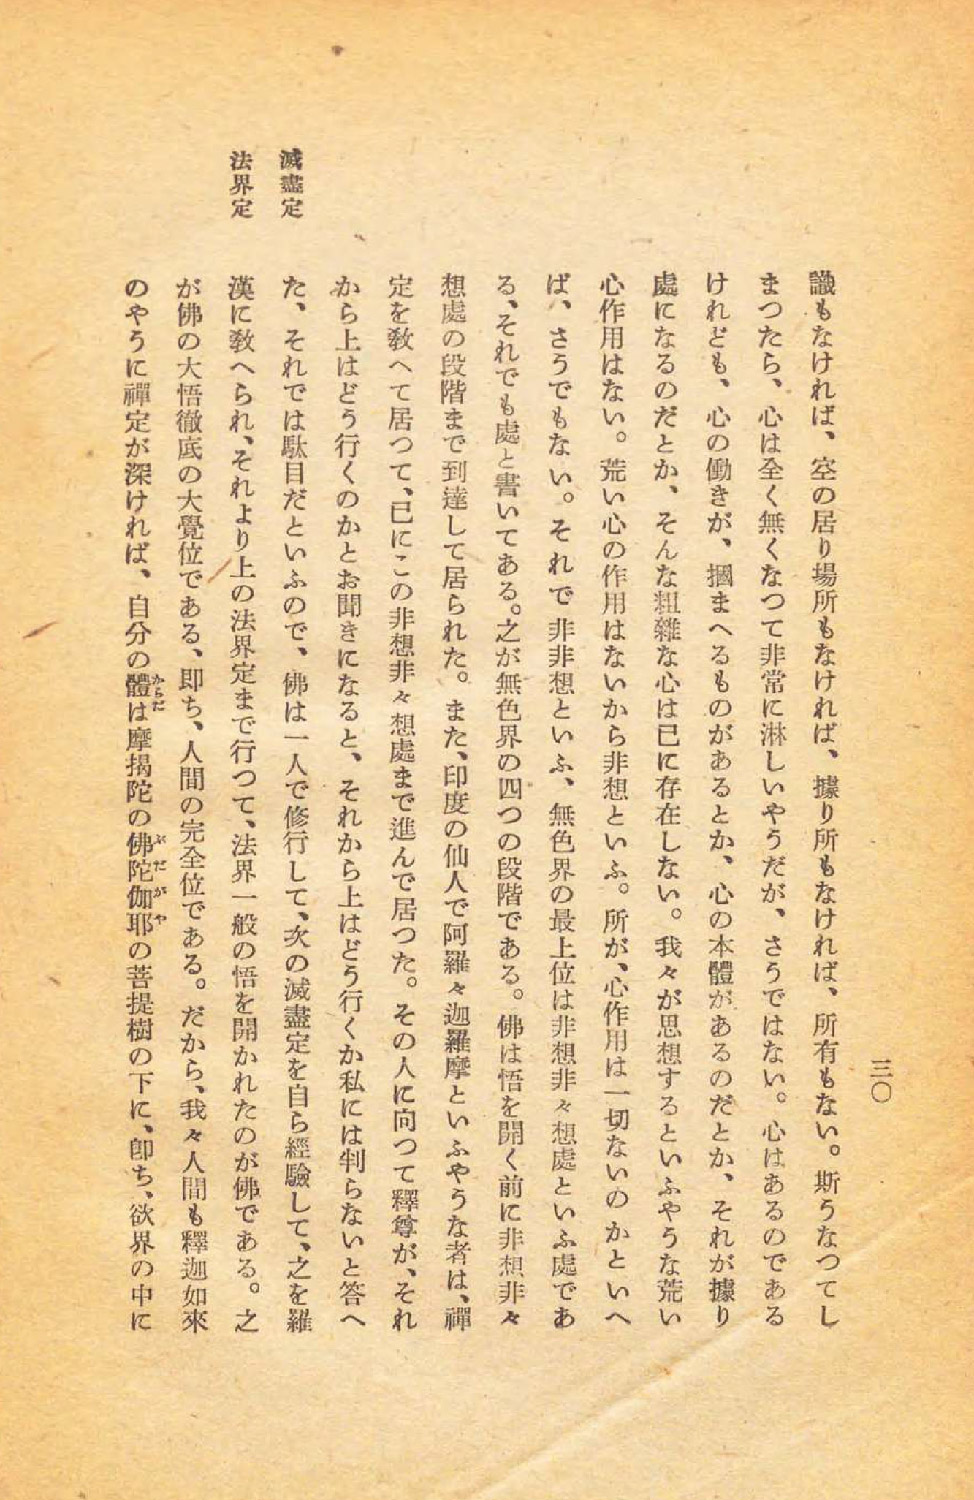 三〇
識もなければ、空の居り場所もなければ、據り所もなければ、所有もない。斯うなつてし
まつたら、心は全く無くなつて非常に淋しいやうだが、さうではない。心はあるのである
けれども、心の働きが、摑まへるものがあるとか、心の本體があるのだとか、それが據り
處になるのだとか、そんな粗雜な心は已に存在しない。我々が思想するといふやうな荒い
心作用はない。荒い心の作用はないから非想といふ。所が、心作用は一切ないのかといへ
ば、さうでもない。それで非非想といふ、無色界の最上位は非想非々想處といふ處であ
る、それでも處と書いてある。之が無色界の四つの段階である。佛は悟を開く前に非想非々
想處の段階まで到達して居られた。また、印度の仙人で阿羅々迦羅摩といふやうな者は、禪
定を敎へて居つて、已にこの非想非々想處まで進んで居つた。その人に向つて釋尊が、それ
から上はどう行くのかとお聞きになると、それから上はどう行くか私には判らないと答へ
た、それでは駄目だといふので、佛は一人で修行して、次の滅盡定を自ら經驗して、之を羅
漢に敎へられ、それより上の法界定まで行つて、法界一般の悟を開かれたのが佛である。之
が佛の大悟徹底の大覺位である、卽ち、人間の完全位である。だから、我々人間も釋迦如來
のやうに禪定が深ければ、自分の體からだは摩揭陀の佛陀伽耶ぶだがやの菩提樹の下に、卽ち、欲界の中に
滅盡定
法界定